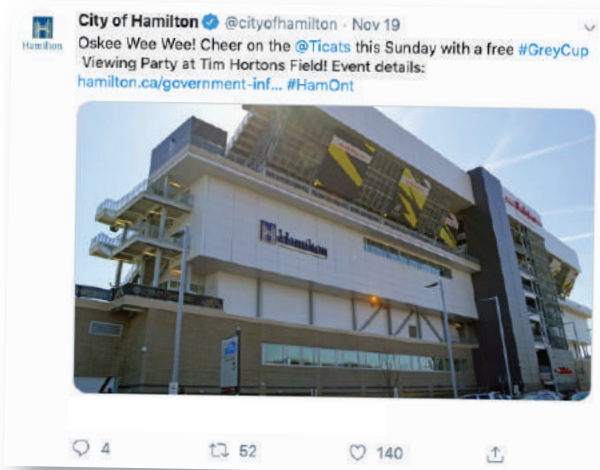 City of Hamilton @cityofhamilton · Nov 19
Hamilton
Oskee Wee Wee! Cheer on the @Ticats this Sunday with a free #GreyCup
Viewing Party at Tim Hortons Field! Event details:
hamilton.ca/government-inf... #HamOnt
Hamilton
4 52 140